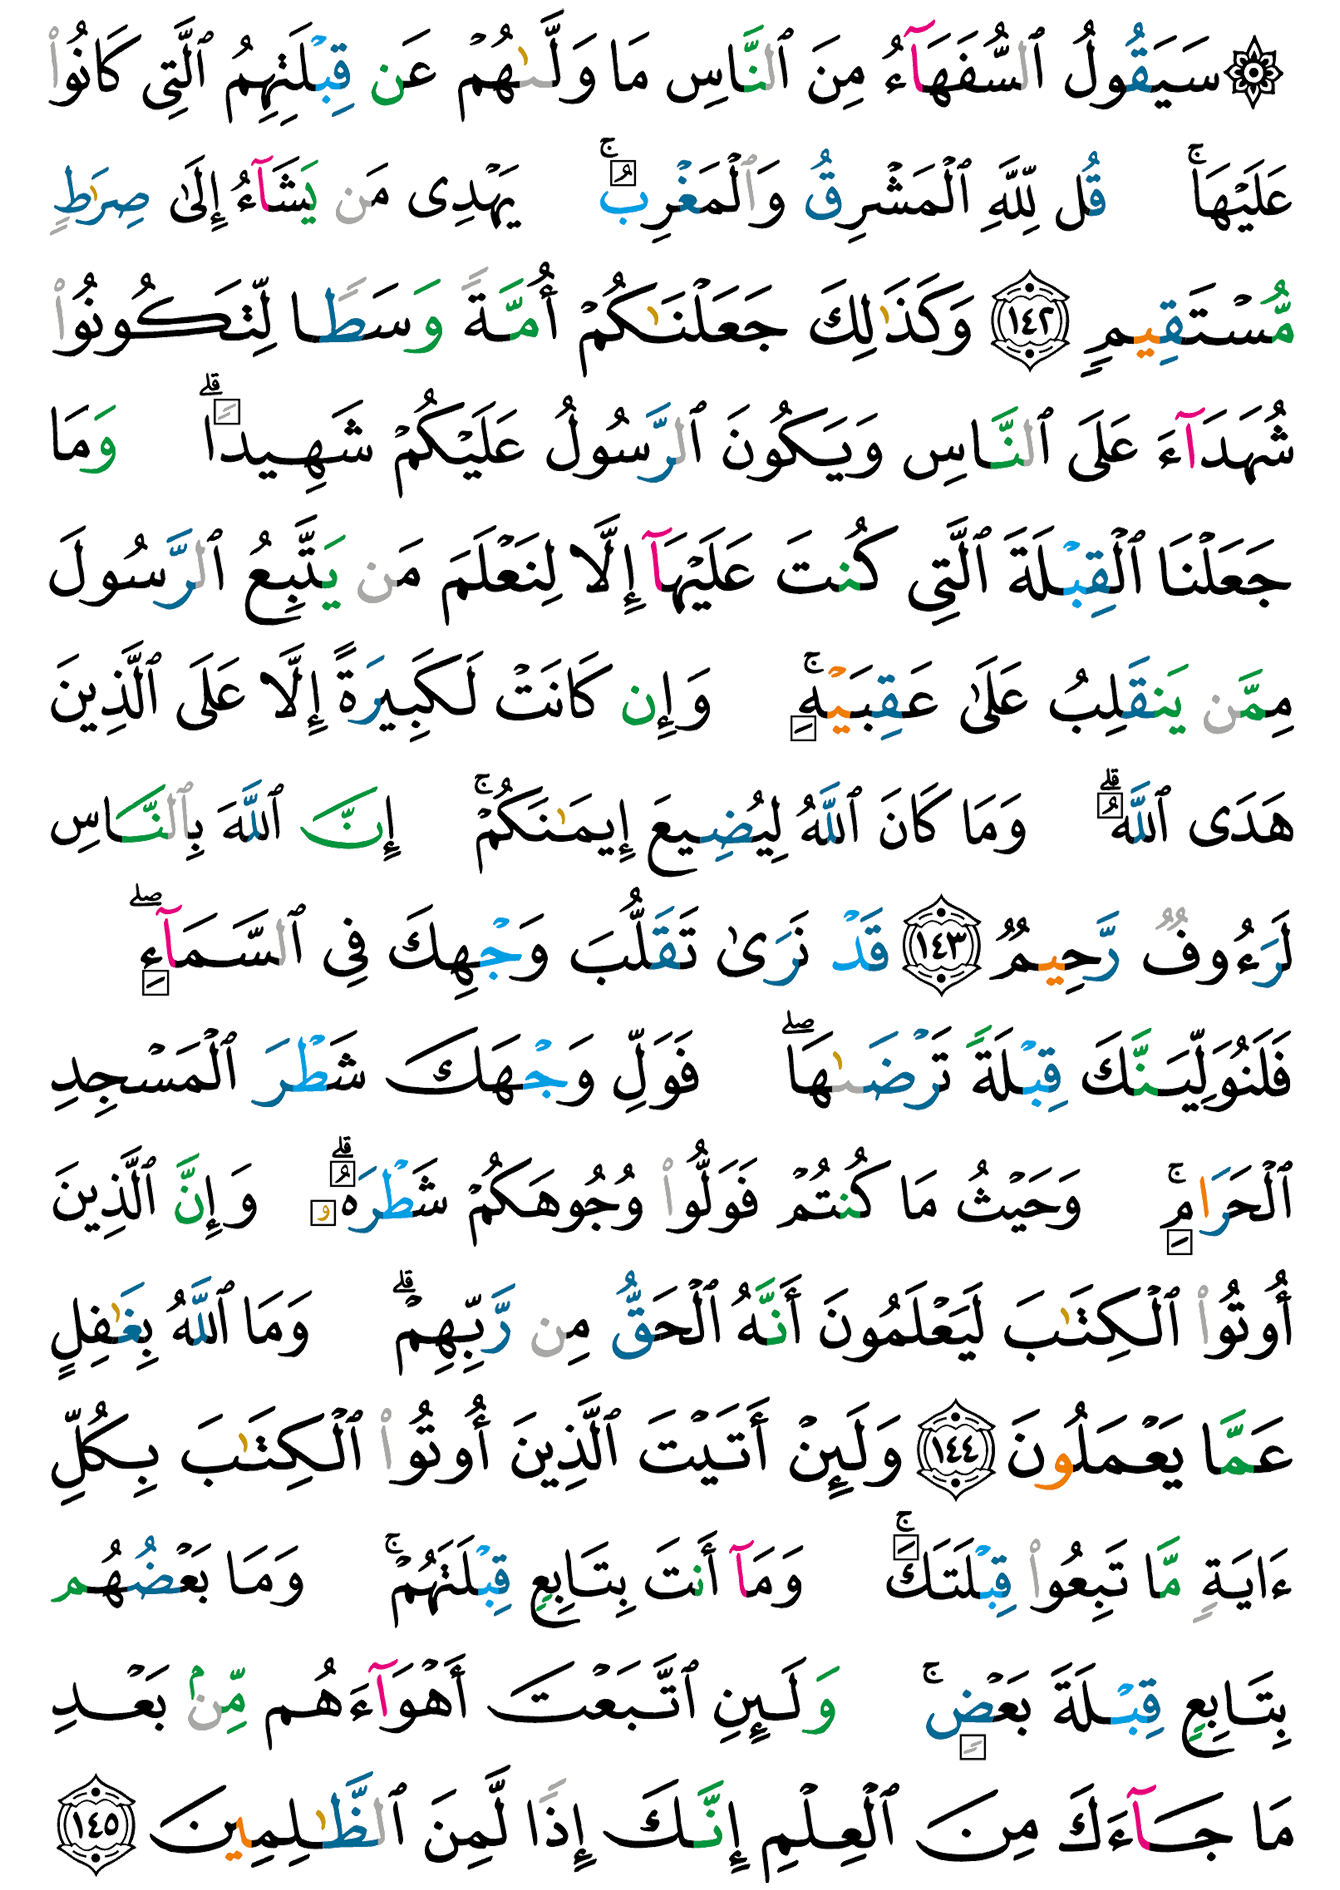 ۞ سَيَقُولُ ٱلسُّفَهَآءُ مِنَ ٱلنَّاسِ مَا وَلَّىٰهُمْ عَن قِبْلَتِهِمُ ٱلَّتِى كَانُوا۟
عَلَيْهَا ۚ قُل لِّلَّهِ ٱلْمَشْرِقُ وَٱلْمَغْرِبُ ۚ يَهْدِى مَن يَشَآءُ إِلَىٰ صِرَٰطٍ
مُّسْتَقِيمٍ ١٤٢ وَكَذَٰلِكَ جَعَلْنَـٰكُمْ أُمَّةً وَسَطًا لِّتَكُونُوا۟
شُهَدَآءَ عَلَى ٱلنَّاسِ وَيَكُونَ ٱلرَّسُولُ عَلَيْكُمْ شَهِيدًا ۗ وَمَا
جَعَلْنَا ٱلْقِبْلَةَ ٱلَّتِى كُنتَ عَلَيْهَآ إِلَّا لِنَعْلَمَ مَن يَتَّبِعُ ٱلرَّسُولَ
مِمَّن يَنقَلِبُ عَلَىٰ عَقِبَيْهِ ۚ وَإِن كَانَتْ لَكَبِيرَةً إِلَّا عَلَى ٱلَّذِينَ
هَدَى ٱللَّهُ ۗ وَمَا كَانَ ٱللَّهُ لِيُضِيعَ إِيمَـٰنَكُمْ ۚ إِنَّ ٱللَّهَ بِٱلنَّاسِ
لَرَءُوفٌ رَّحِيمٌ ١٤٣ قَدْ نَرَىٰ تَقَلُّبَ وَجْهِكَ فِى ٱلسَّمَآءِ ۖ
فَلَنُوَلِّيَنَّكَ قِبْلَةً تَرْضَىٰهَا ۖ فَوَلِّ وَجْهَكَ شَطْرَ ٱلْمَسْجِدِ
ٱلْحَرَامِ ۚ وَحَيْثُ مَا كُنتُمْ فَوَلُّوا۟ وُجُوهَكُمْ شَطْرَهُۥ ۗ وَإِنَّ ٱلَّذِينَ
أُوتُوا۟ ٱلْكِتَـٰبَ لَيَعْلَمُونَ أَنَّهُ ٱلْحَقُّ مِن رَّبِّهِمْ ۗ وَمَا ٱللَّهُ بِغَـٰفِلٍ
عَمَّا يَعْمَلُونَ ١٤٤ وَلَئِنْ أَتَيْتَ ٱلَّذِينَ أُوتُوا۟ ٱلْكِتَـٰبَ بِكُلِّ
ءَايَةٍ مَّا تَبِعُوا۟ قِبْلَتَكَ ۚ وَمَآ أَنتَ بِتَابِعٍ قِبْلَتَهُمْ ۚ وَمَا بَعْضُهُم
بِتَابِعٍ قِبْلَةَ بَعْضٍ ۚ وَلَئِنِ ٱتَّبَعْتَ أَهْوَآءَهُم مِّنۢ بَعْدِ
مَا جَآءَكَ مِنَ ٱلْعِلْمِ إِنَّكَ إِذًا لَّمِنَ ٱلظَّـٰلِمِينَ ١٤٥